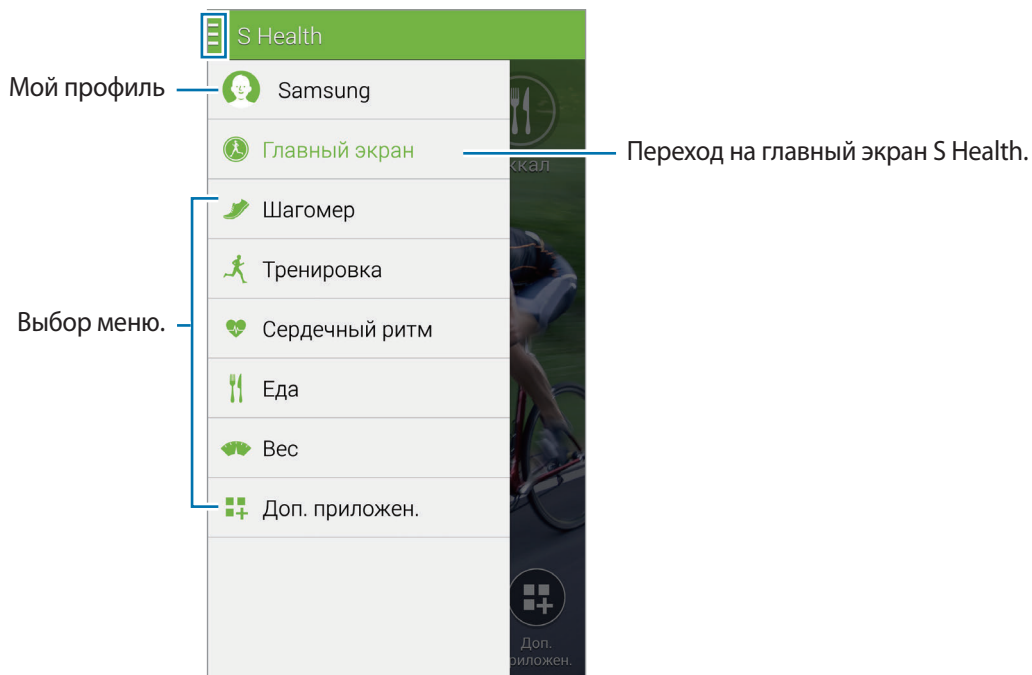 S Health
Мой профиль
Samsung
Главный экран
Переход на главный экран S Health.
ккал
Шагомер
Тренировка
Выбор меню.
Сердечный ритм
Еда
Вес
Доп. приложен.
Доп.
риложен.